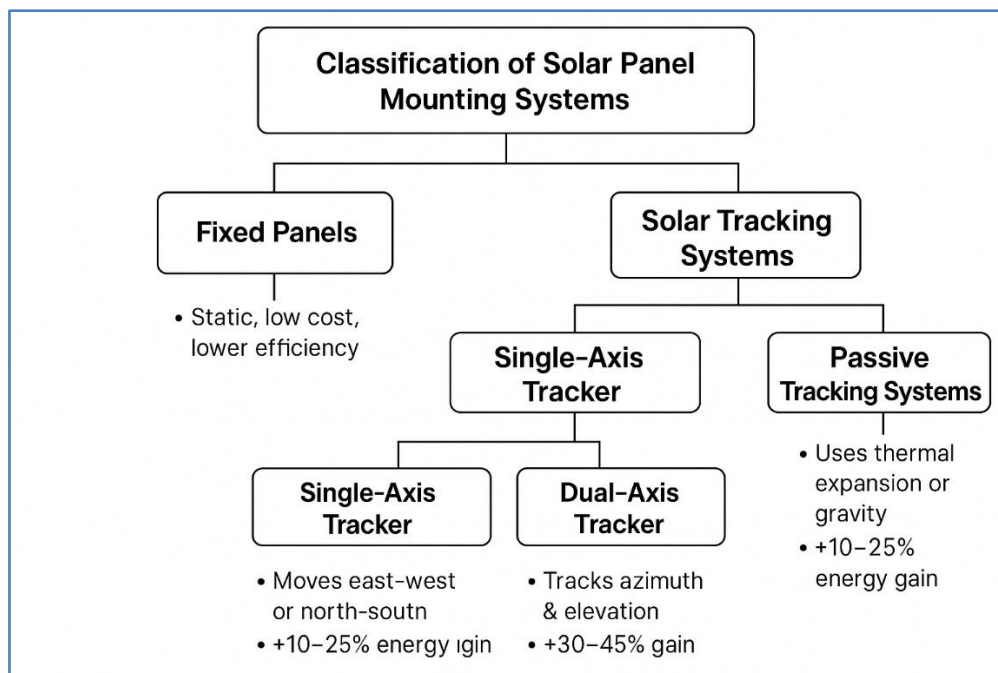 Classification of Solar Panel
Mounting Systems
Fixed Panels
• Static, low cost,
lower efficiency
Solar Tracking
Systems
Single-Axis
Tracker
Single-Axis
Tracker
• Moves east-west
or north-soutn
• +10–25% energy ıgin
Dual-Axis
Tracker
• Tracks azimuth
& elevation
• +30–45% gain
Passive
Tracking Systems
• Uses thermal
expansion or
gravity
• +10–25%
energy gain